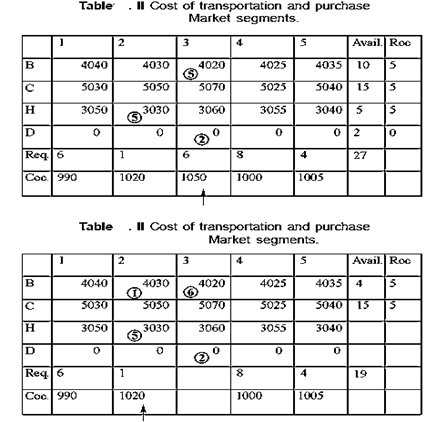 Table . II Cost of transportation and purchase
Market segments.
1 2 3 4 5 Avail. Roc
B 4040 4030 4020 4025 4035 10 5
⑤
C 5030 5050 5070 5025 5040 15 5
H 3050 3030 3060 3055 3040 5 5
⑤
D 0 0 0 0 0 2 0
②
Req. 6 1 6 8 4 27
Coc. 990 1020 1050 1000 1005
Table . II Cost of transportation and purchase
Market segments.
1 2 3 4 5 Avail. Roc
B 4040 4030 4020 4025 4035 4 5
① ⑥
C 5030 5050 5070 5025 5040 15 5
H 3050 3030 3060 3055 3040
⑤
D 0 0 0 0 0
②
Req. 6 1 8 4 19
Coc. 990 1020 1000 1005